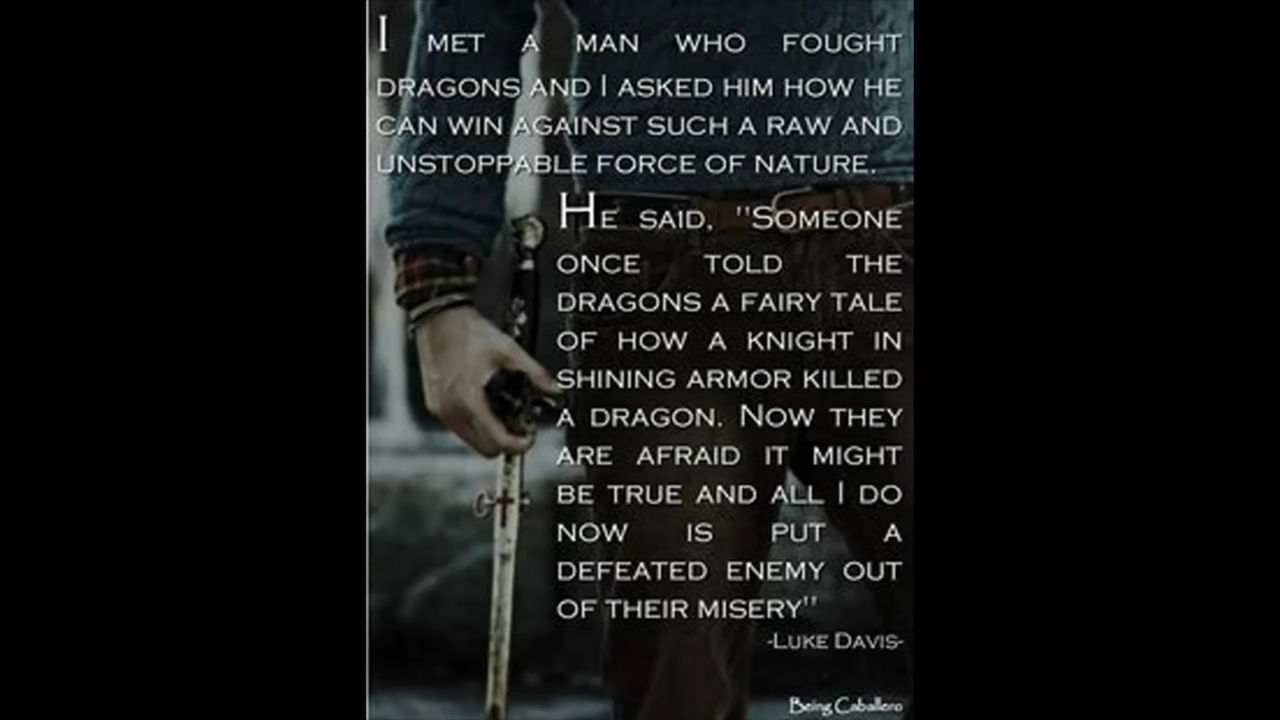 I MET A MAN WHO FOUGHT
DRAGONS AND I ASKED HIM HOW HE
CAN WIN AGAINST SUCH A RAW AND
UNSTOPPABLE FORCE OF NATURE.
HE SAID, "SOMEONE
ONCE TOLD THE
DRAGONS A FAIRY TALE
OF HOW A KNIGHT IN
SHINING ARMOR KILLED
A DRAGON. NOW THEY
ARE AFRAID IT MIGHT
BE TRUE AND ALL I DO
NOW IS PUT A
DEFEATED ENEMY OUT
OF THEIR MISERY"
-LUKE DAVIS-
Being Caballero